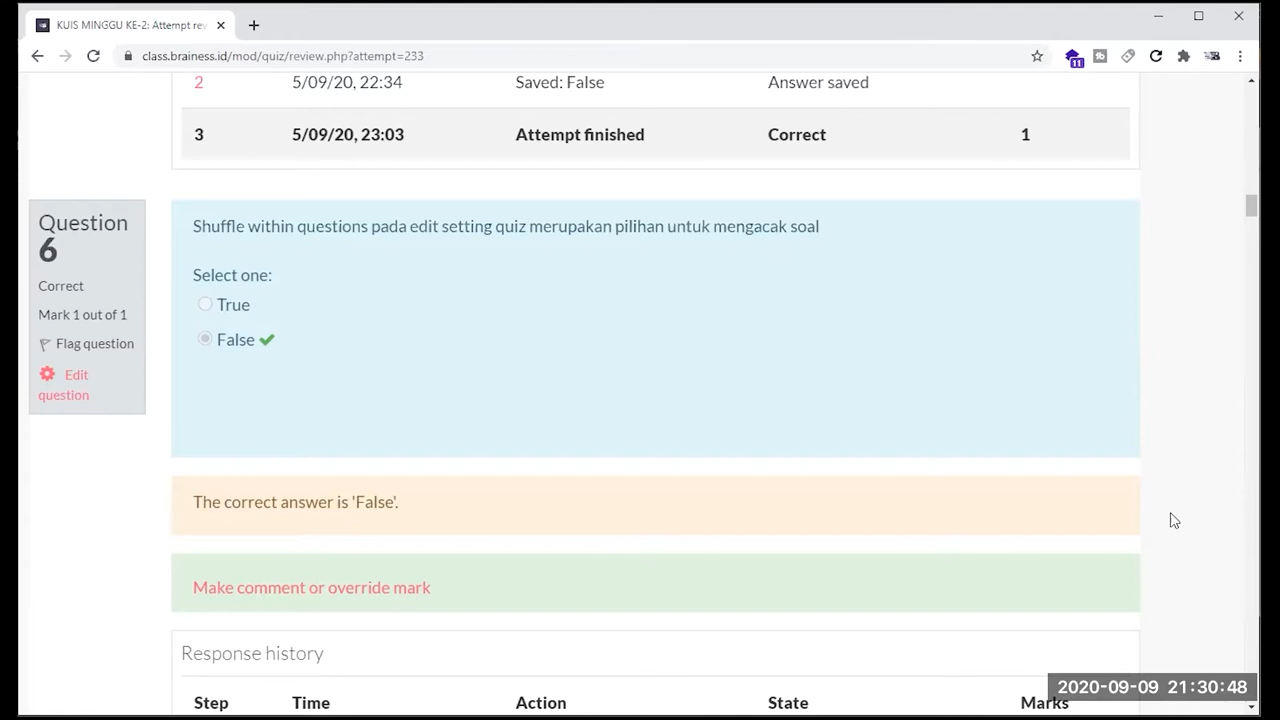 KUIS MINGGU KE-2: Attempt rev
class.brainess.id/mod/quiz/review.php?attempt=233
11
2 5/09/20, 22:34 Saved: False Answer saved
3 5/09/20, 23:03 Attempt finished Correct 1
Question
6
Correct
Mark 1 out of 1
Flag question
Edit
question
Shuffle within questions pada edit setting quiz merupakan pilihan untuk mengacak soal
Select one:
True
False
The correct answer is 'False'.
Make comment or override mark
Response history
Step Time Action State Marks
2020-09-09 21:30:48